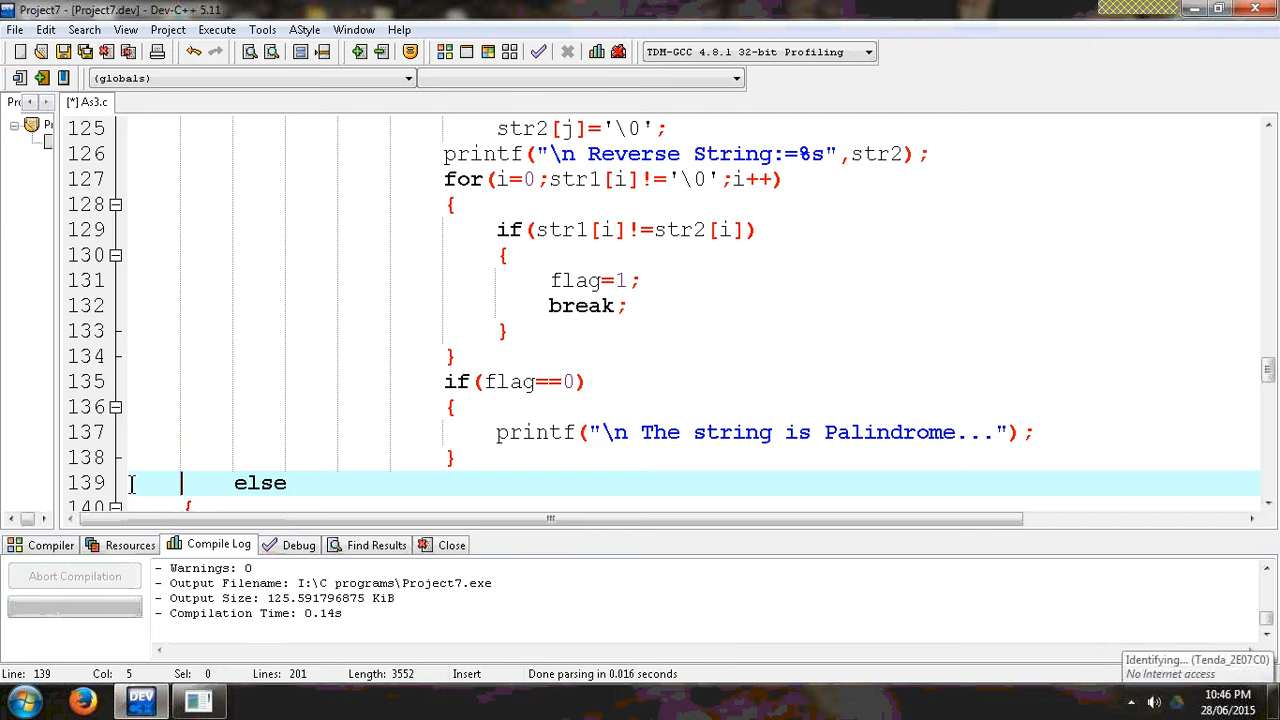 Project7 - [Project7.dev] - Dev-C++ 5.11
File Edit Search View Project Execute Tools AStyle Window Help
TDM-GCC 4.8.1 32-bit Profiling
(globals)
Prc [*] As3.c
125 str2[j]='\0';
126 printf("\n Reverse String:=%s",str2);
127 for(i=0;str1[i]!='\0';i++)
128 {
129 if(str1[i]!=str2[i])
130 {
131 flag=1;
132 break;
133 }
134 }
135 if(flag==0)
136 {
137 printf("\n The string is Palindrome...");
138 }
139 else
140 {
Compiler Resources Compile Log Debug Find Results Close
Abort Compilation
- Warnings: 0
- Output Filename: I:\C programs\Project7.exe
- Output Size: 125.591796875 KiB
- Compilation Time: 0.14s
Line: 139 Col: 5 Sel: 0 Lines: 201 Length: 3552 Insert Done parsing in 0.016 seconds
Identifying... (Tenda_2E07C0)
No Internet access
DEV
10:46 PM
28/06/2015